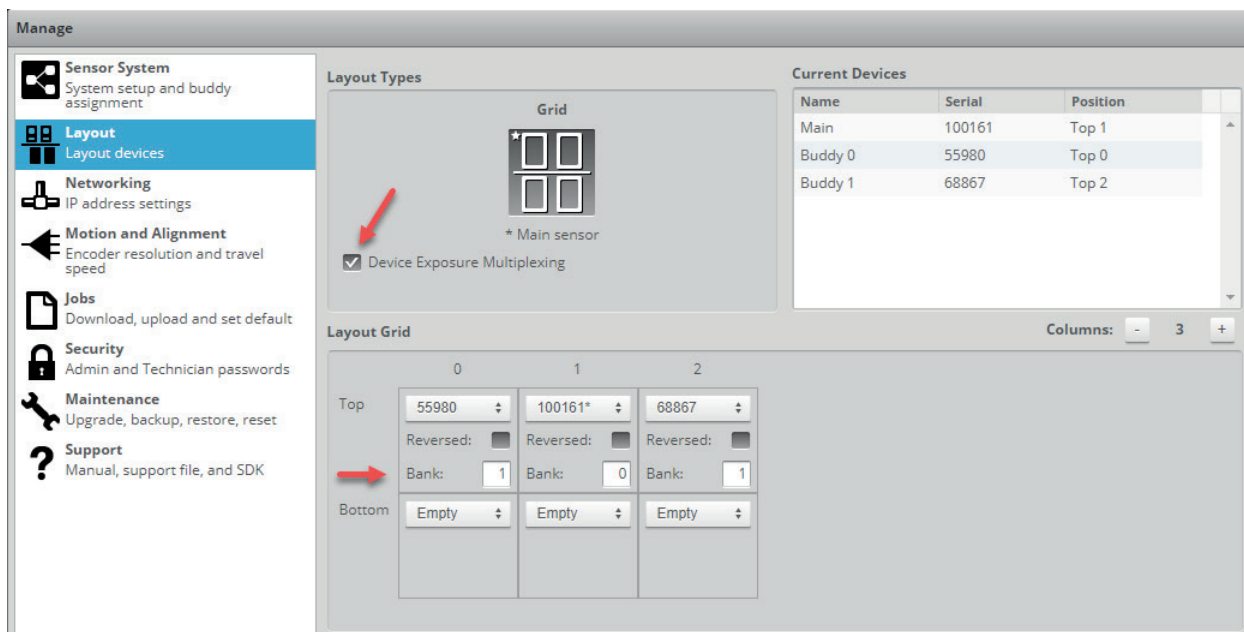 Manage
Sensor System
System setup and buddy
assignment
Layout
Layout devices
Networking
IP address settings
Motion and Alignment
Encoder resolution and travel
speed
Jobs
Download, upload and set default
Security
Admin and Technician passwords
Maintenance
Upgrade, backup, restore, reset
Support
Manual, support file, and SDK
Layout Types
Grid
* Main sensor
Device Exposure Multiplexing
Current Devices
Name Serial Position
Main 100161 Top 1
Buddy 0 55980 Top 0
Buddy 1 68867 Top 2
Layout Grid
Columns: - 3 +
0 1 2
Top 55980 100161* 68867
Reversed: Reversed: Reversed:
Bank: 1 Bank: 0 Bank: 1
Bottom Empty Empty Empty